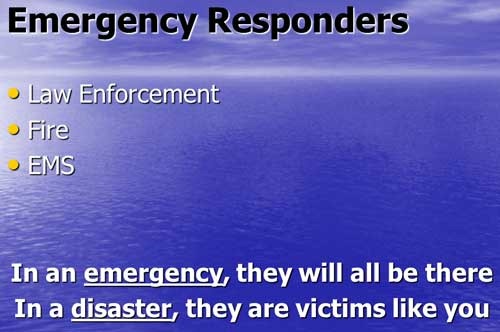 Emergency Responders
• Law Enforcement
• Fire
• EMS
In an emergency, they will all be there
In a disaster, they are victims like you